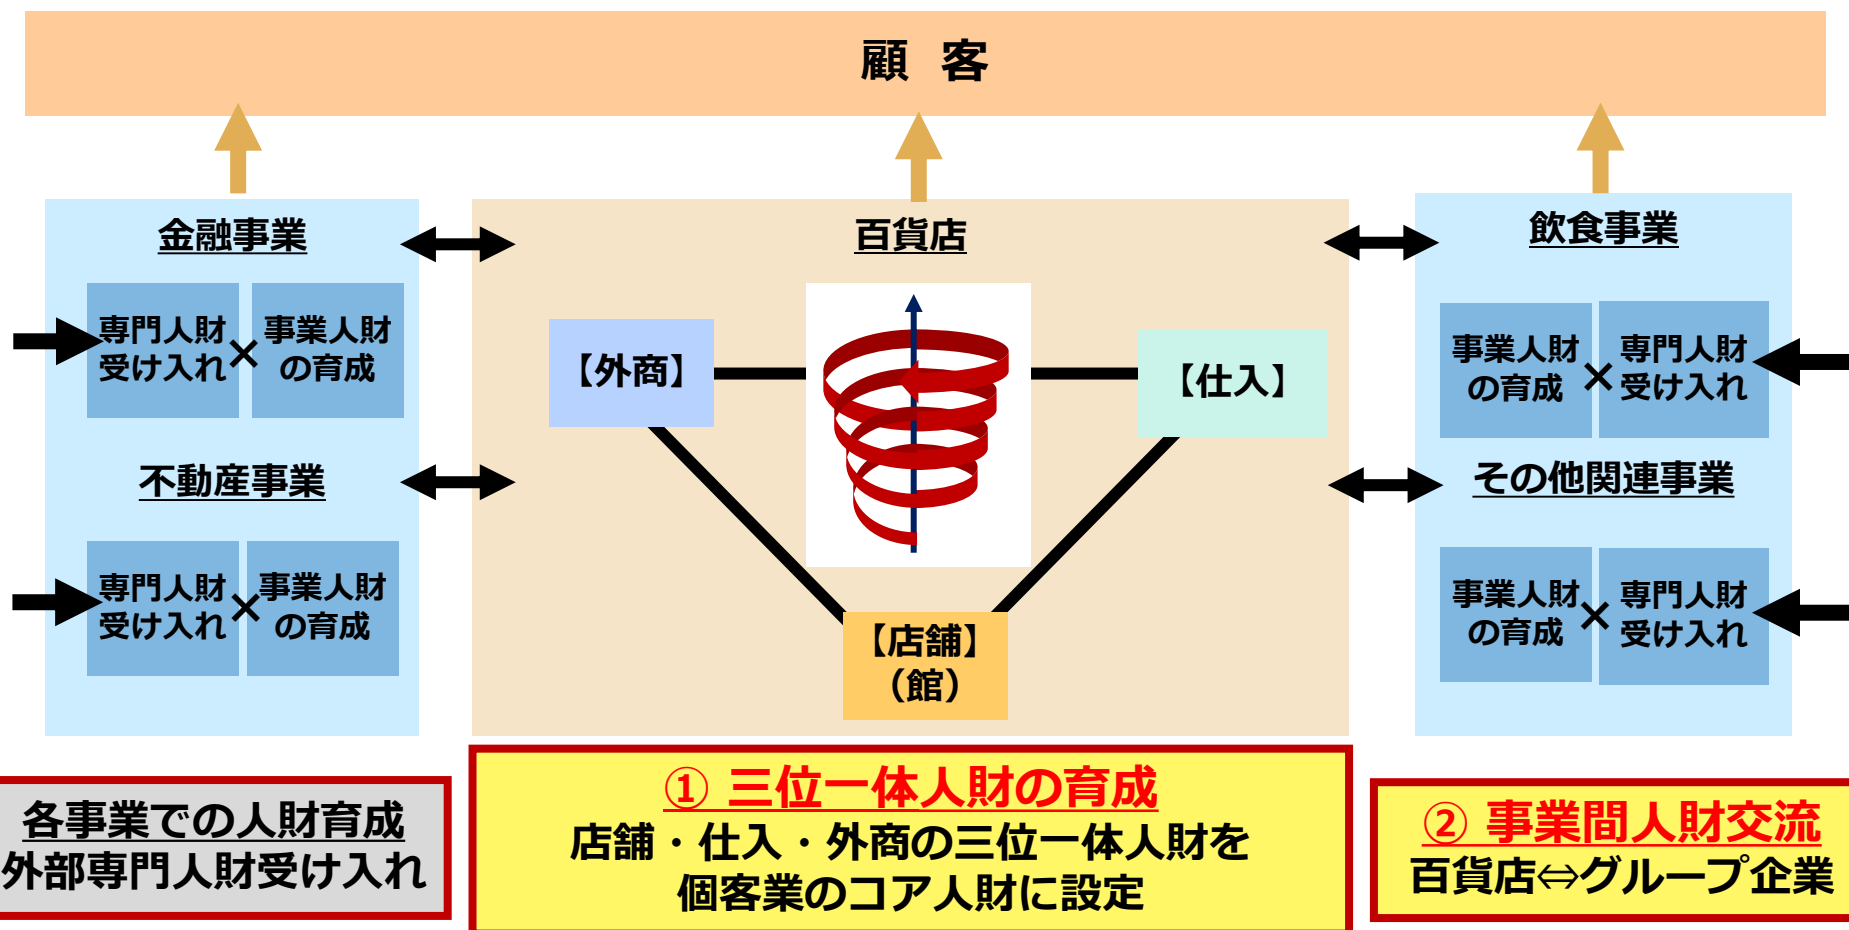 顧 客
金融事業
専門人財
受け入れ
×
事業人財
の育成
不動産事業
専門人財
受け入れ
×
事業人財
の育成
百貨店
【外商】
【仕入】
【店舗】
(館)
飲食事業
事業人財
の育成
×
専門人財
受け入れ
その他関連事業
事業人財
の育成
×
専門人財
受け入れ
各事業での人財育成
外部専門人財受け入れ
① 三位一体人財の育成
店舗・仕入・外商の三位一体人財を
個客業のコア人財に設定
② 事業間人財交流
百貨店⇔グループ企業